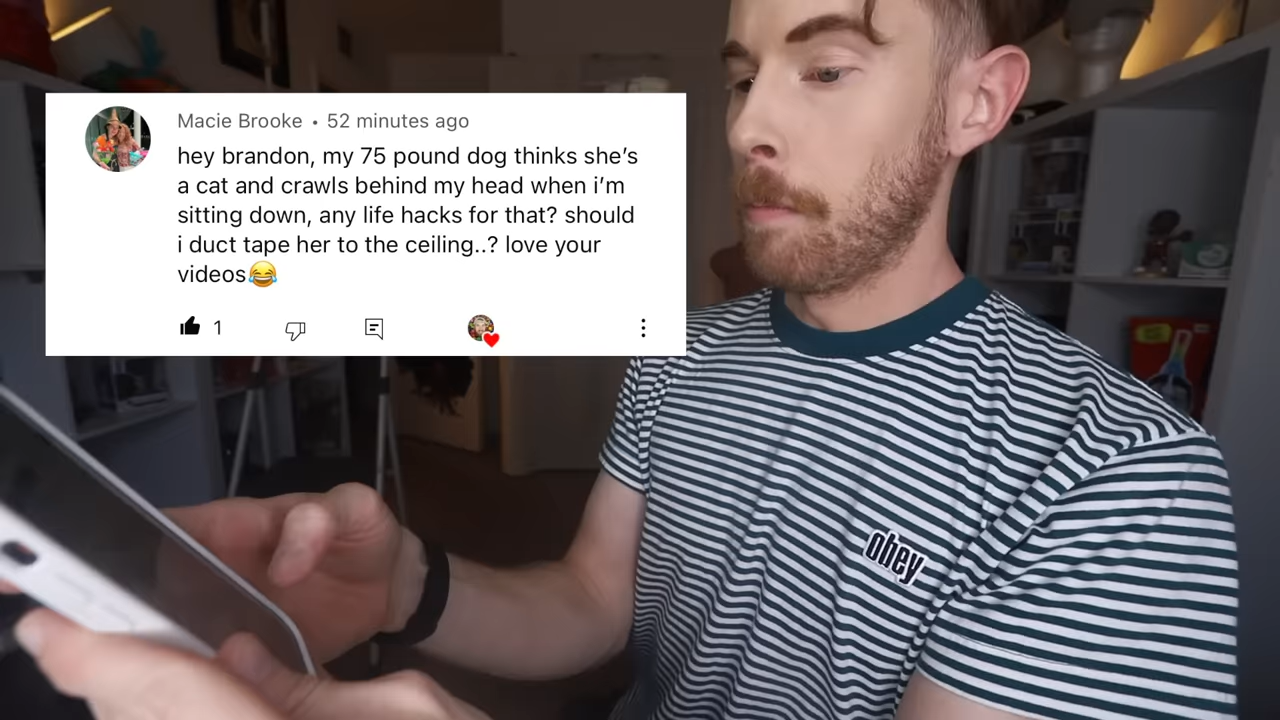 Macie Brooke • 52 minutes ago
hey brandon, my 75 pound dog thinks she's
a cat and crawls behind my head when i'm
sitting down, any life hacks for that? should
i duct tape her to the ceiling..? love your
videos😂
1
obey